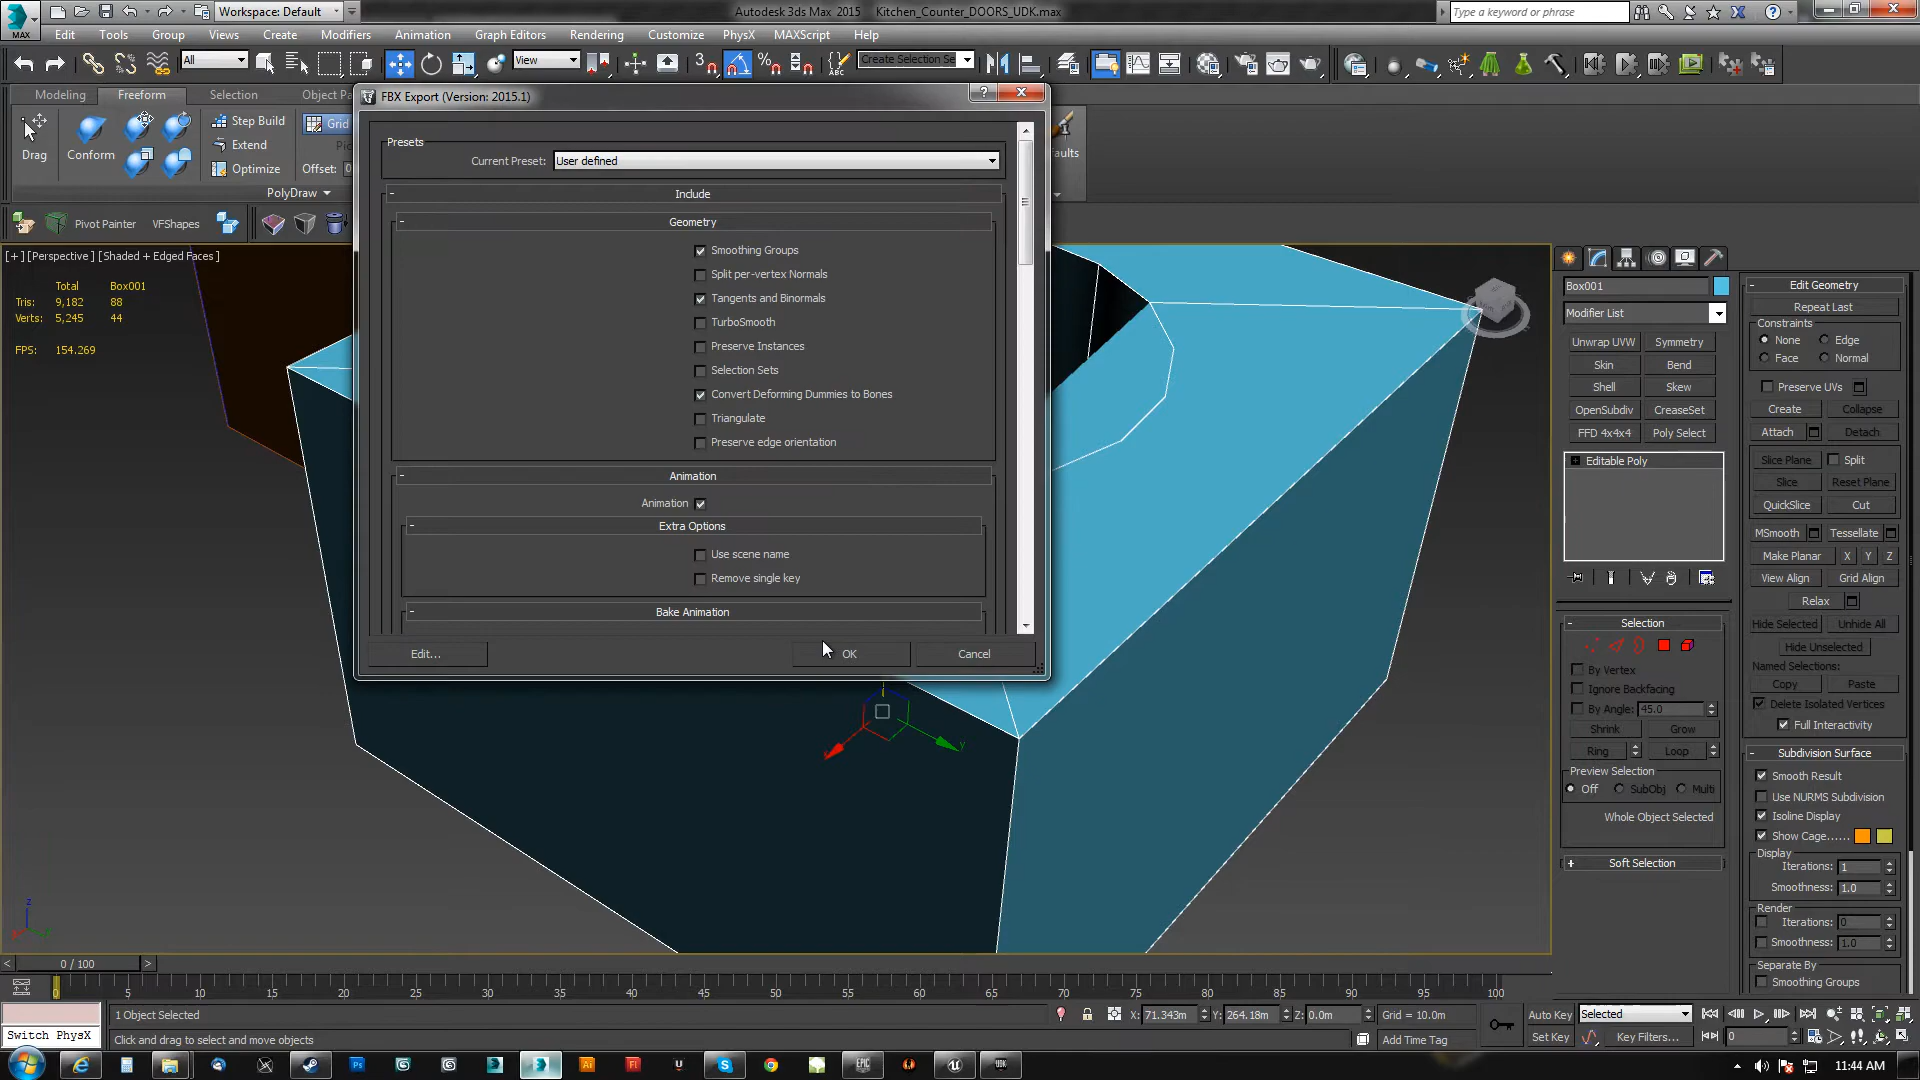 Workspace: Default
Autodesk 3ds Max 2015
Kitchen_Counter_DOORS_UDK.max
Type a keyword or phrase
MAX
Edit
Tools
Group
Views
Create
Modifiers
Animation
Graph Editors
Rendering
Customize
PhysX
MAXScript
Help
All
View
3
Create Selection Se
Modeling
Freeform
Selection
Object Pa
Drag
Conform
Step Build
Extend
Optimize
Grid
Offset: 0
PolyDraw
aults
Pivot Painter
VFShapes
[+] [Perspective ] [Shaded + Edged Faces ]
Total
Box001
Tris: 9,182 88
Verts: 5,245 44
FPS: 154.269
FBX Export (Version: 2015.1)
Presets
Current Preset: User defined
Include
Geometry
Smoothing Groups
Split per-vertex Normals
Tangents and Binormals
TurboSmooth
Preserve Instances
Selection Sets
Convert Deforming Dummies to Bones
Triangulate
Preserve edge orientation
Animation
Animation
Extra Options
Use scene name
Remove single key
Bake Animation
Edit...
OK
Cancel
x
y
z
Box001
Modifier List
Unwrap UVW
Symmetry
Skin
Bend
Shell
Skew
OpenSubdiv
CreaseSet
FFD 4x4x4
Poly Select
Editable Poly
Selection
By Vertex
Ignore Backfacing
By Angle: 45.0
Shrink
Grow
Ring
Loop
Preview Selection
Off
SubObj
Multi
Whole Object Selected
Soft Selection
Edit Geometry
Repeat Last
Constraints
None
Edge
Face
Normal
Preserve UVs
Create
Collapse
Attach
Detach
Slice Plane
Split
Slice
Reset Plane
QuickSlice
Cut
MSmooth
Tessellate
Make Planar
X
Y
Z
View Align
Grid Align
Relax
Hide Selected
Unhide All
Hide Unselected
Named Selections:
Copy
Paste
Delete Isolated Vertices
Full Interactivity
Subdivision Surface
Smooth Result
Use NURMS Subdivision
Isoline Display
Show Cage......
Display
Iterations: 1
Smoothness: 1.0
Render
Iterations: 0
Smoothness: 1.0
Separate By
Smoothing Groups
0 / 100
0 5 10 15 20 25 30 35 40 45 50 55 60 65 70 75 80 85 90 95 100
1 Object Selected
X: 71.343m
Y: 264.18m
Z: 0.0m
Grid = 10.0m
Auto Key
Selected
Switch PhysX
Click and drag to select and move objects
Add Time Tag
Set Key
Key Filters...
0
11:44 AM